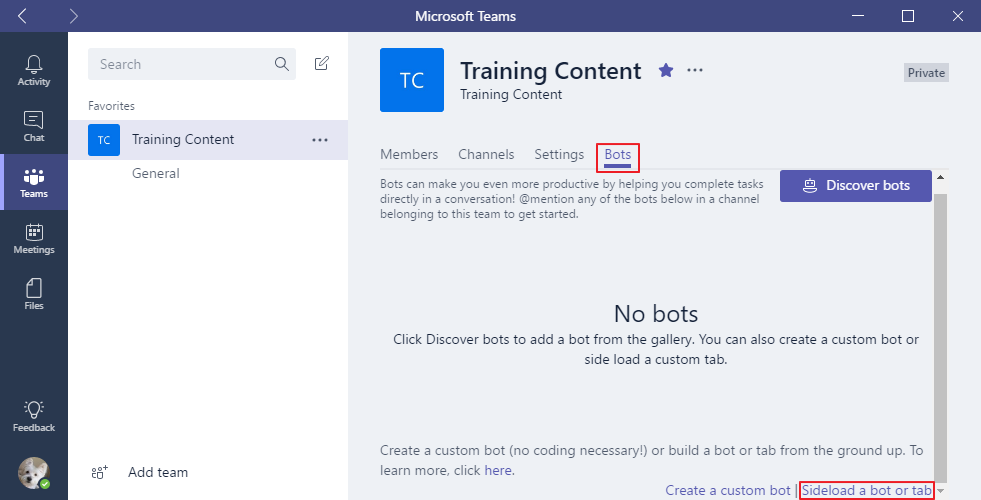 Microsoft Teams
Activity
Chat
Teams
Meetings
Files
Feedback
Search
Favorites
TC
Training Content
General
Add team
TC
Training Content
Training Content
Private
Members
Channels
Settings
Bots
Bots can make you even more productive by helping you complete tasks
directly in a conversation! @mention any of the bots below in a channel
belonging to this team to get started.
Discover bots
No bots
Click Discover bots to add a bot from the gallery. You can also create a custom bot or
side load a custom tab.
Create a custom bot (no coding necessary!) or build a bot or tab from the ground up. To
learn more, click here.
Create a custom bot | Sideload a bot or tab